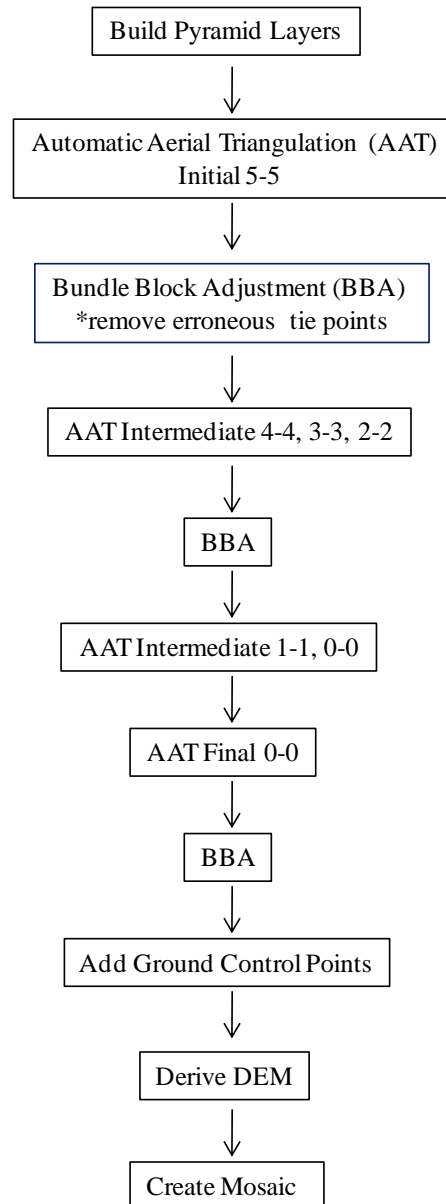 Build Pyramid Layers
Automatic Aerial Triangulation (AAT)
Initial 5-5
Bundle Block Adjustment (BBA)
*remove erroneous tie points
AAT Intermediate 4-4, 3-3, 2-2
BBA
AAT Intermediate 1-1, 0-0
AAT Final 0-0
BBA
Add Ground Control Points
Derive DEM
Create Mosaic